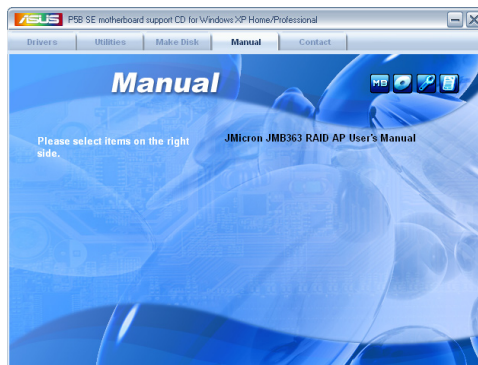 ASUS P5B SE motherboard support CD for Windows XP Home/Professional
Drivers Utilities Make Disk Manual Contact
Manual
MB
Please select items on the right
side.
JMicron JMB363 RAID AP User's Manual